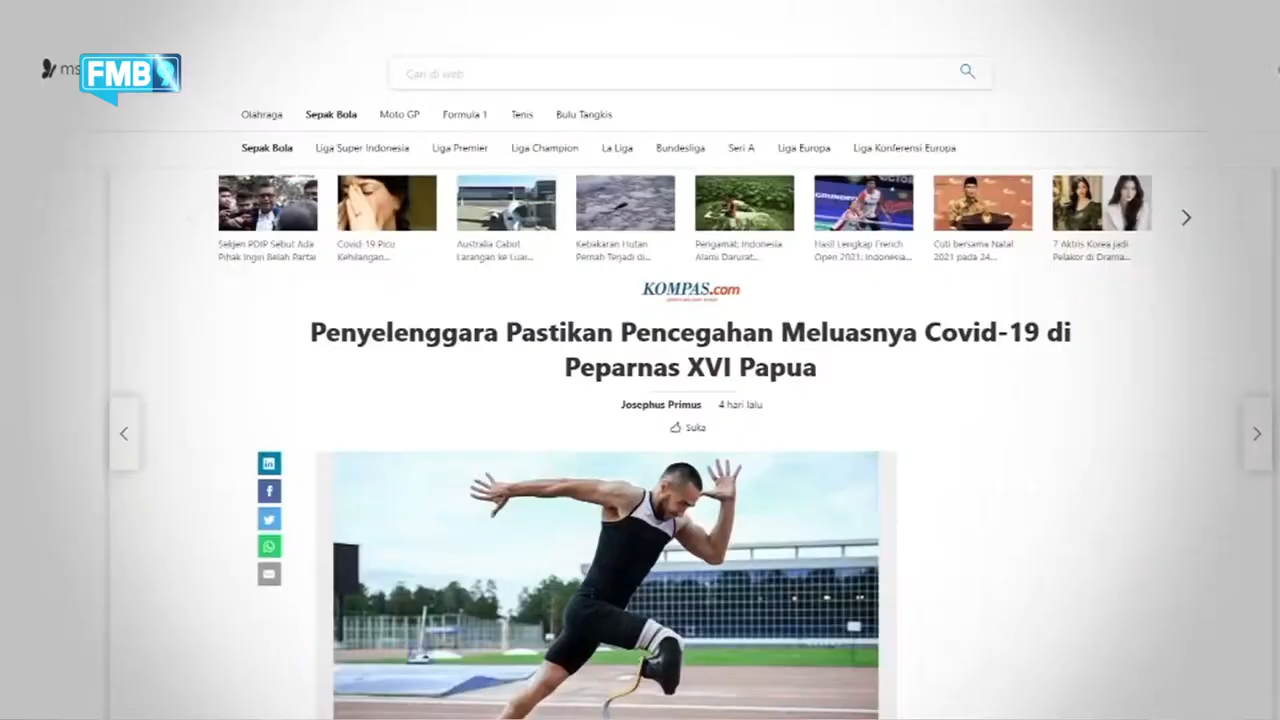 ms
FMB9
Cari di web
Olahraga Sepak Bola Moto GP Formula 1 Tenis Bulu Tangkis
Sepak Bola Liga Super Indonesia Liga Premier Liga Champion La Liga Bundesliga Seri A Liga Europa Liga Konferensi Europa
Sekjen PDIP Sebut Ada
Pihak Ingin Belah Partai
Covid-19 Picu
Kehilangan...
Australia Cabut
Larangan ke Luar...
Kebakaran Hutan
Pernah Terjadi di...
Pengamat: Indonesia
Alami Darurat...
Hasil Lengkap French
Open 2021: Indonesia...
Cuti bersama Natal
2021 pada 24...
7 Aktris Korea jadi
Pelakor di Drama...
KOMPAS.com
Penyelenggara Pastikan Pencegahan Meluasnya Covid-19 di
Peparnas XVI Papua
Josephus Primus 4 hari lalu
Suka